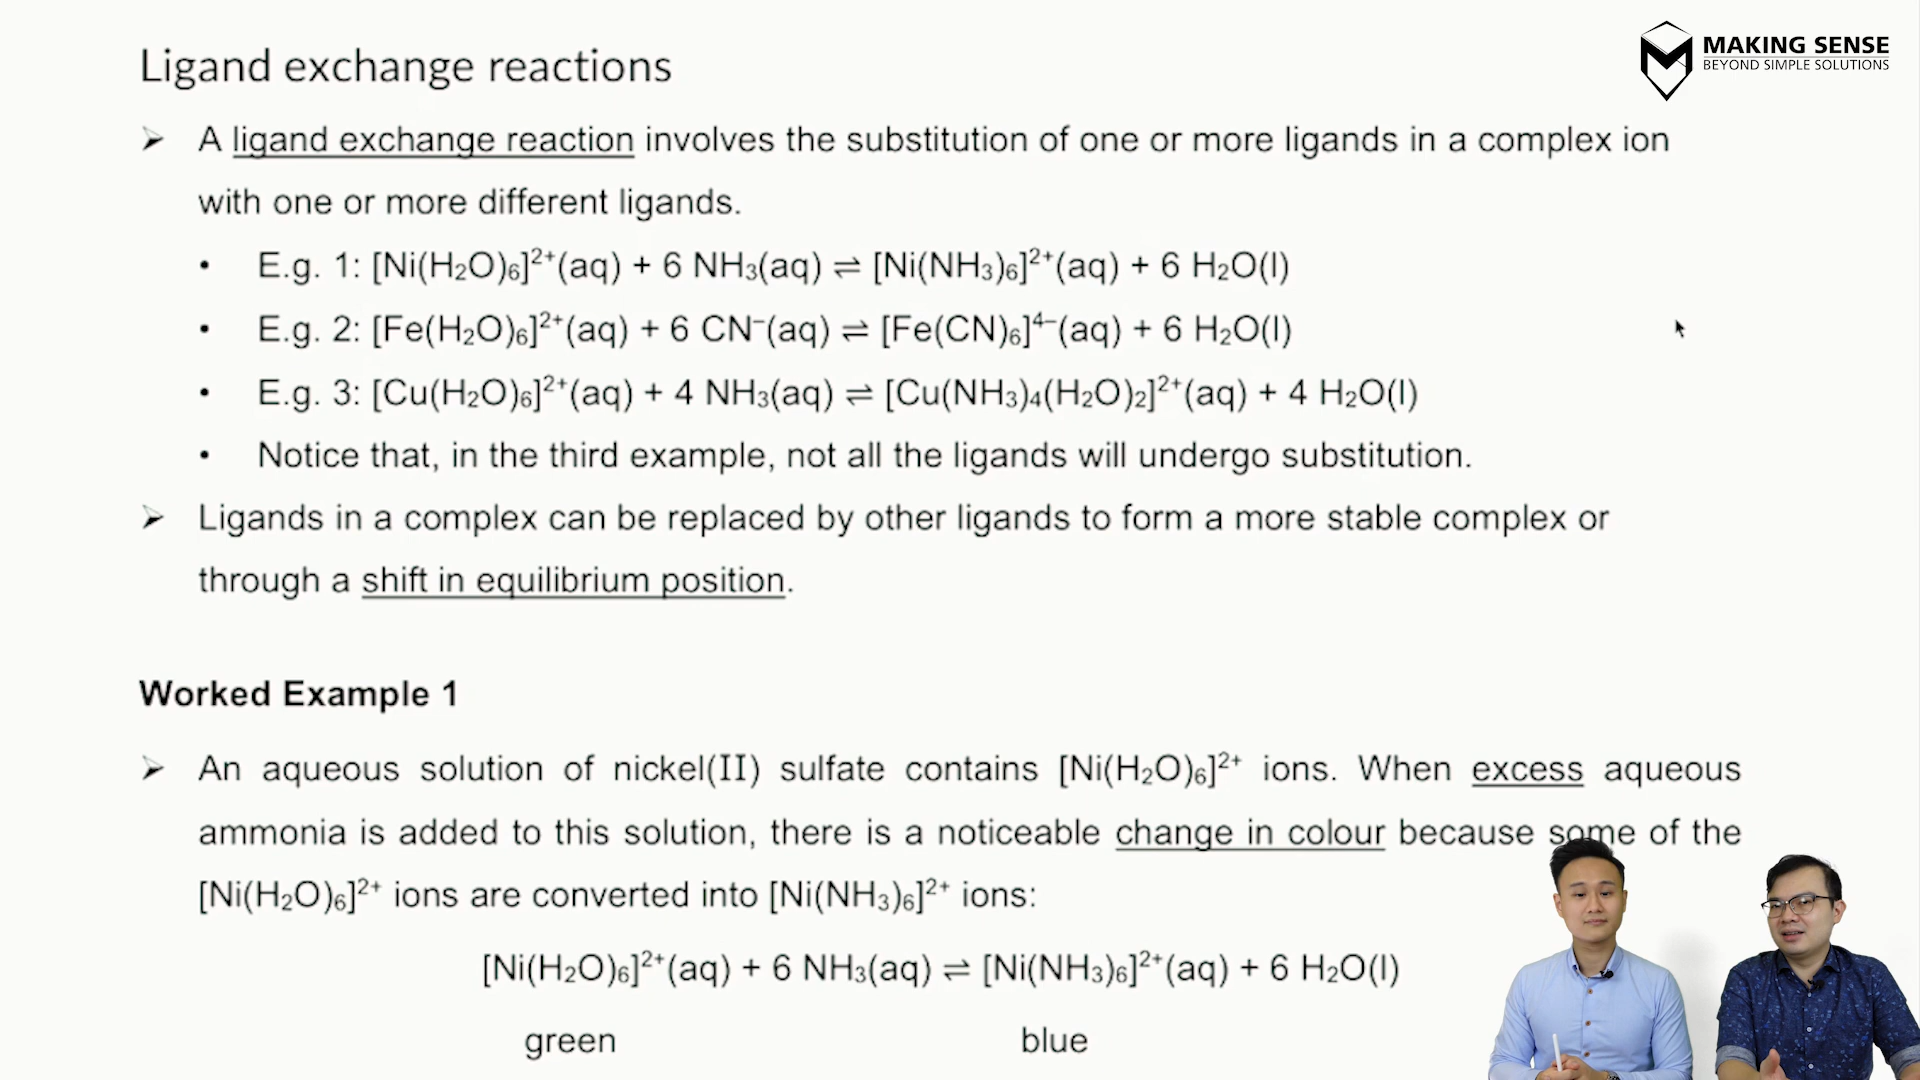 Ligand exchange reactions
MAKING SENSE
BEYOND SIMPLE SOLUTIONS
➢ A ligand exchange reaction involves the substitution of one or more ligands in a complex ion
with one or more different ligands.
• E.g. 1: [Ni(H₂O)₆]²⁺(aq) + 6 NH₃(aq) ⇌ [Ni(NH₃)₆]²⁺(aq) + 6 H₂O(l)
• E.g. 2: [Fe(H₂O)₆]²⁺(aq) + 6 CN⁻(aq) ⇌ [Fe(CN)₆]⁴⁻(aq) + 6 H₂O(l)
• E.g. 3: [Cu(H₂O)₆]²⁺(aq) + 4 NH₃(aq) ⇌ [Cu(NH₃)₄(H₂O)₂]²⁺(aq) + 4 H₂O(l)
• Notice that, in the third example, not all the ligands will undergo substitution.
➢ Ligands in a complex can be replaced by other ligands to form a more stable complex or
through a shift in equilibrium position.
Worked Example 1
➢ An aqueous solution of nickel(II) sulfate contains [Ni(H₂O)₆]²⁺ ions. When excess aqueous
ammonia is added to this solution, there is a noticeable change in colour because some of the
[Ni(H₂O)₆]²⁺ ions are converted into [Ni(NH₃)₆]²⁺ ions:
[Ni(H₂O)₆]²⁺(aq) + 6 NH₃(aq) ⇌ [Ni(NH₃)₆]²⁺(aq) + 6 H₂O(l)
green blue